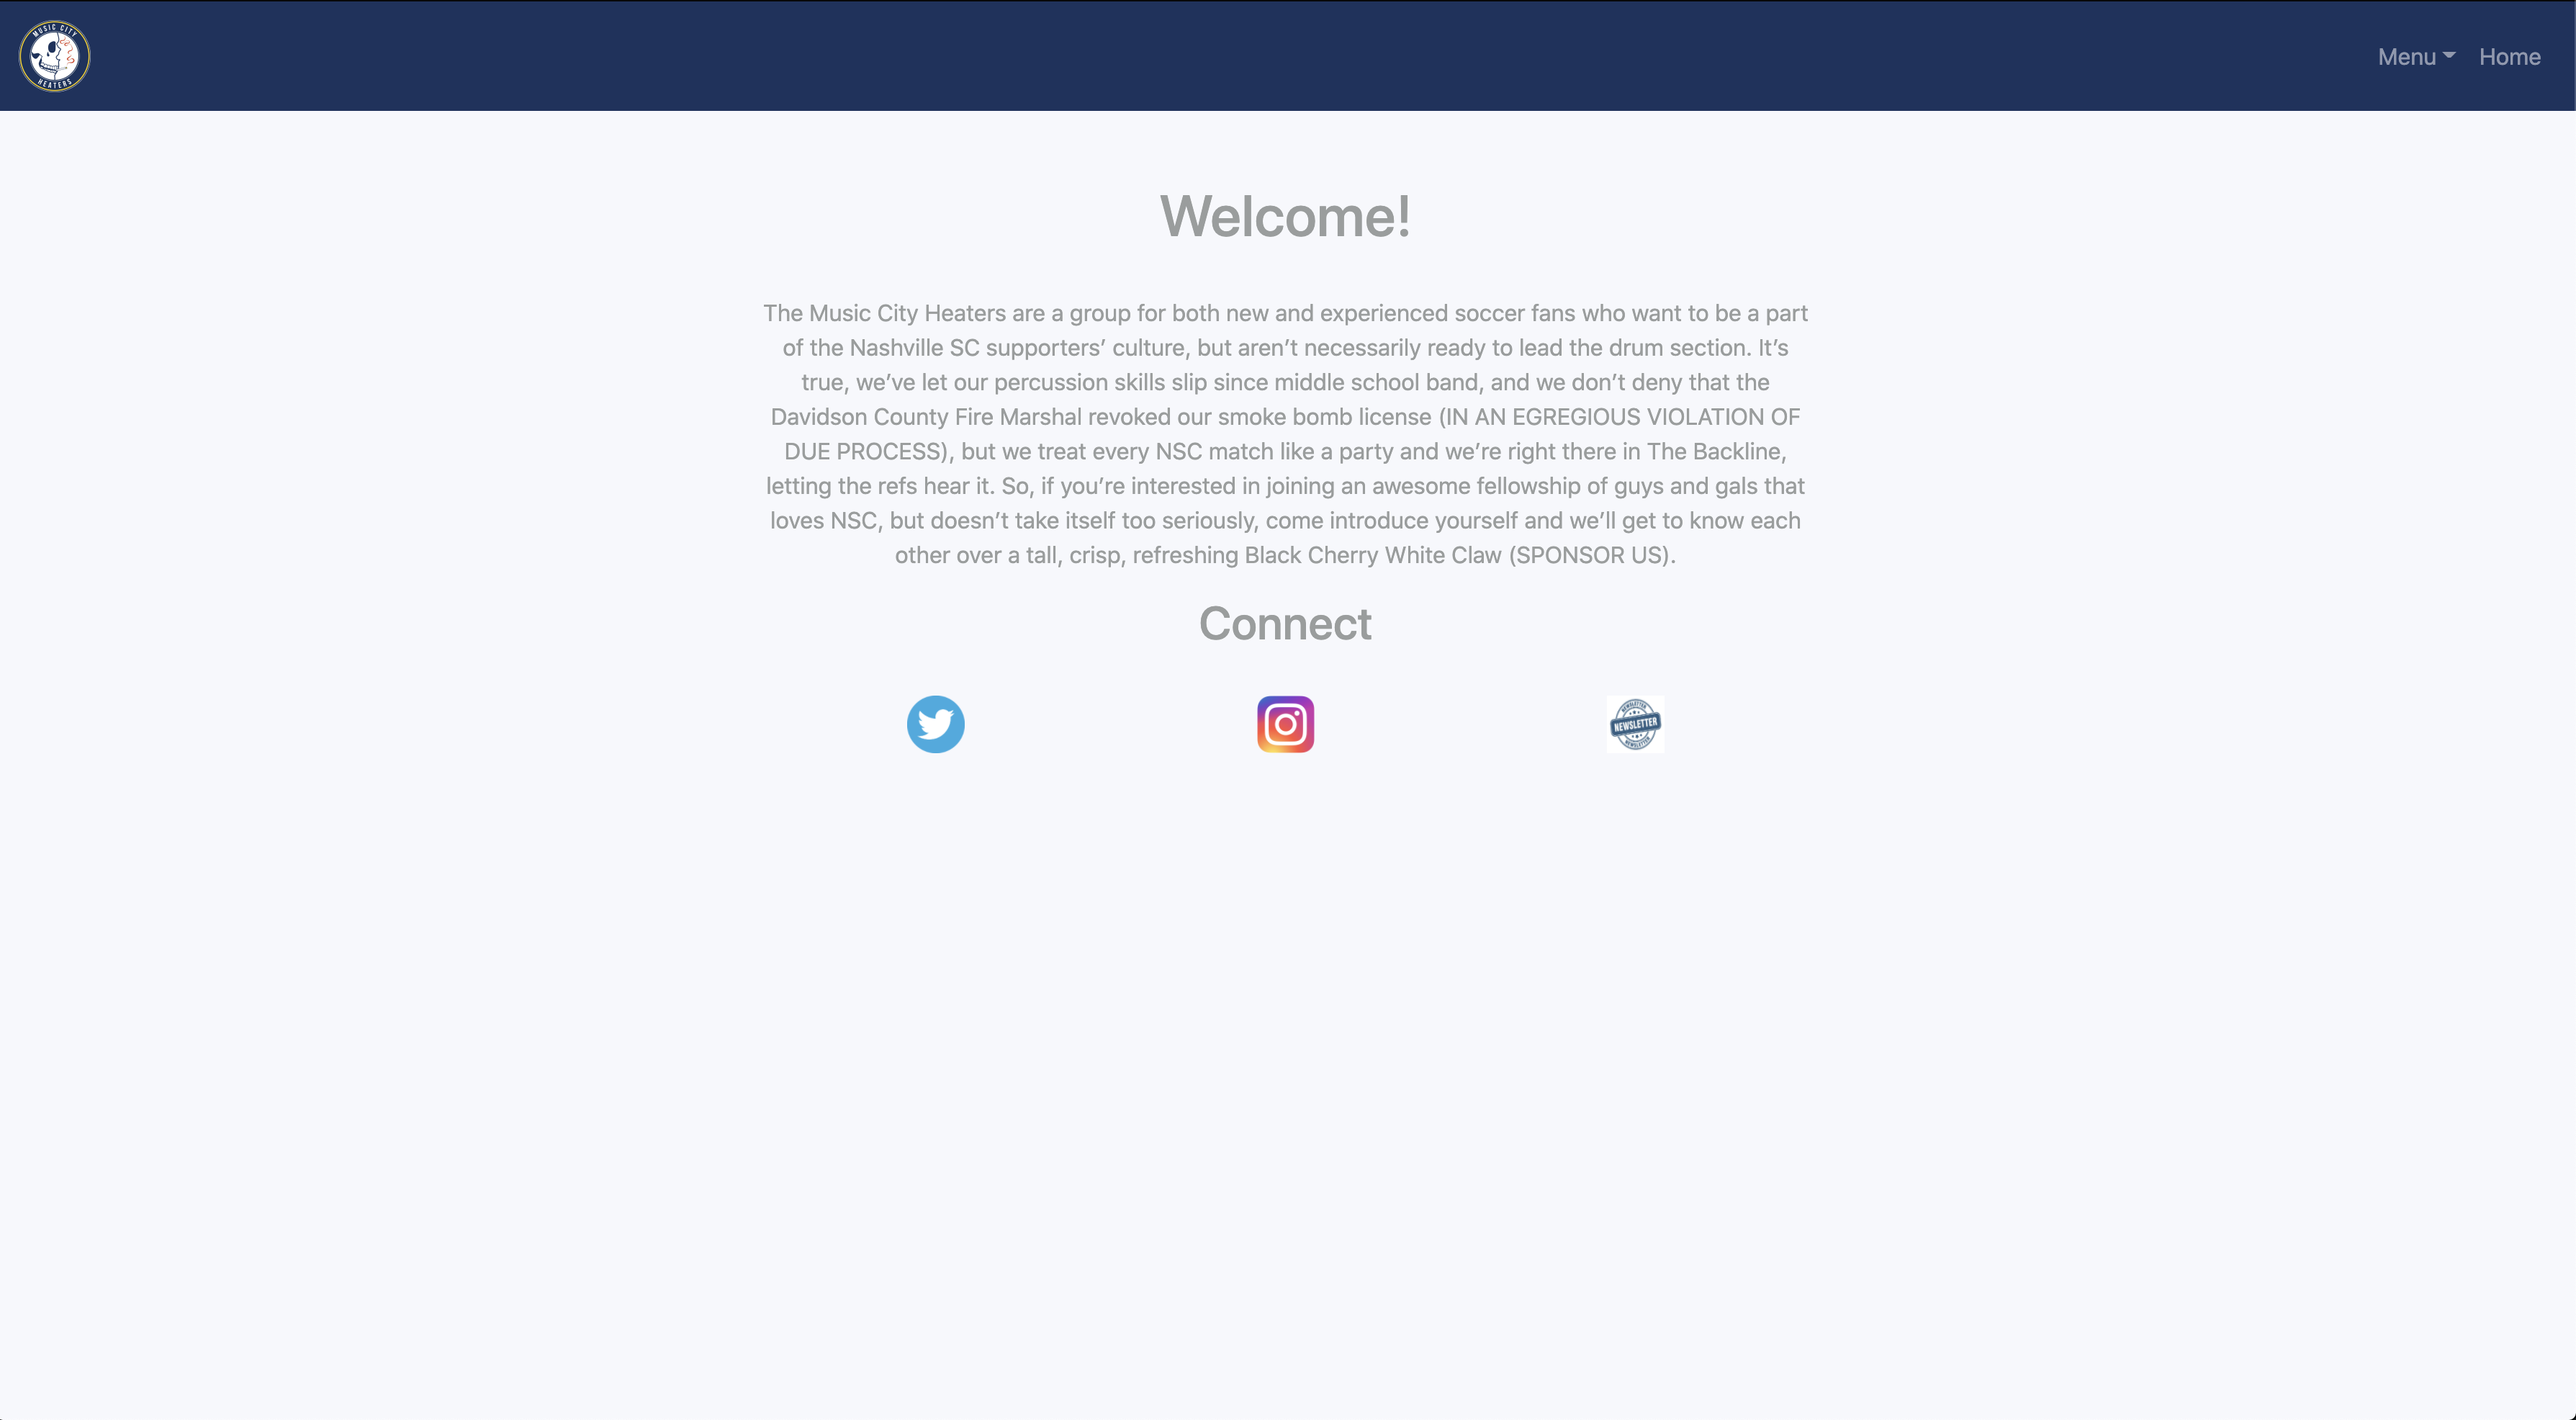 MUSIC CITY
HEATERS
Menu
Home
Welcome!
The Music City Heaters are a group for both new and experienced soccer fans who want to be a part
of the Nashville SC supporters’ culture, but aren’t necessarily ready to lead the drum section. It’s
true, we’ve let our percussion skills slip since middle school band, and we don’t deny that the
Davidson County Fire Marshal revoked our smoke bomb license (IN AN EGREGIOUS VIOLATION OF
DUE PROCESS), but we treat every NSC match like a party and we’re right there in The Backline,
letting the refs hear it. So, if you’re interested in joining an awesome fellowship of guys and gals that
loves NSC, but doesn’t take itself too seriously, come introduce yourself and we’ll get to know each
other over a tall, crisp, refreshing Black Cherry White Claw (SPONSOR US).
Connect
NEWSLETTER
NEWSLETTER
NEWSLETTER